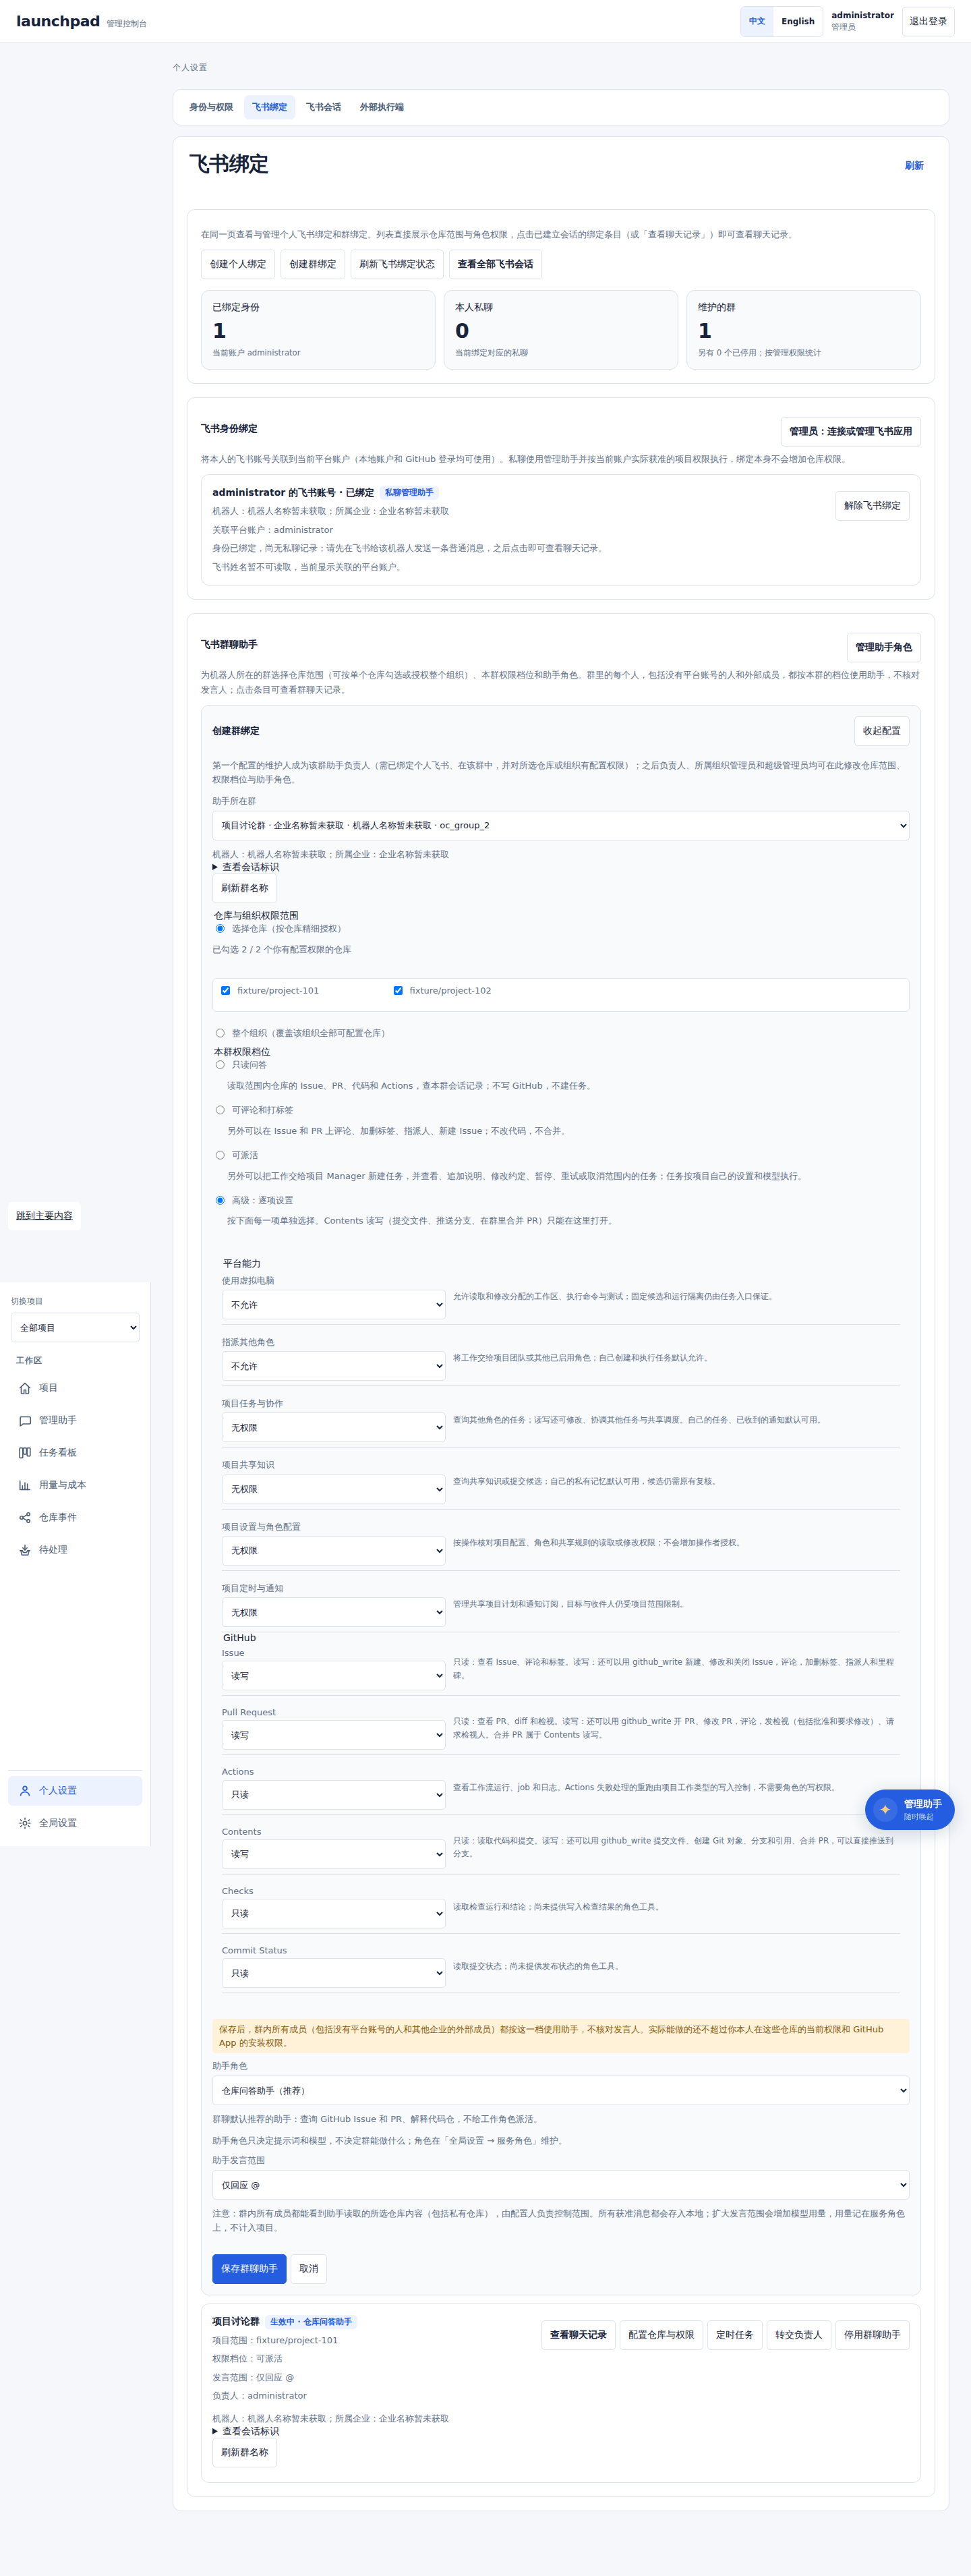 launchpad 管理控制台
中文 English administrator 管理员 退出登录
个人设置
身份与权限 飞书绑定 飞书会话 外部执行端
飞书绑定
刷新
在同一页查看与管理个人飞书绑定和群绑定。列表直接展示仓库范围与角色权限，点击已建立会话的绑定条目（或「查看聊天记录」）即可查看聊天记录。
创建个人绑定 创建群绑定 刷新飞书绑定状态 查看全部飞书会话
已绑定身份
1
当前账户 administrator
本人私聊
0
当前绑定对应的私聊
维护的群
1
另有 0 个已停用；按管理权限统计
飞书身份绑定
管理员：连接或管理飞书应用
将本人的飞书账号关联到当前平台账户（本地账户和 GitHub 登录均可使用）。私聊使用管理助手并按当前账户实际获准的项目权限执行，绑定本身不会增加仓库权限。
administrator 的飞书账号 · 已绑定 私聊管理助手
解除飞书绑定
机器人：机器人名称暂未获取；所属企业：企业名称暂未获取
关联平台账户：administrator
身份已绑定，尚无私聊记录；请先在飞书给该机器人发送一条普通消息，之后点击即可查看聊天记录。
飞书姓名暂不可读取，当前显示关联的平台账户。
飞书群聊助手
管理助手角色
为机器人所在的群选择仓库范围（可按单个仓库勾选或授权整个组织）、本群权限档位和助手角色。群里的每个人，包括没有平台账号的人和外部成员，都按本群的档位使用助手，不核对
发言人；点击条目可查看群聊天记录。
创建群绑定
收起配置
第一个配置的维护人成为该群助手负责人（需已绑定个人飞书、在该群中，并对所选仓库或组织有配置权限）；之后负责人、所属组织管理员和超级管理员均可在此修改仓库范围、
权限档位与助手角色。
助手所在群
项目讨论群 · 企业名称暂未获取 · 机器人名称暂未获取 · oc_group_2
机器人：机器人名称暂未获取；所属企业：企业名称暂未获取
查看会话标识
刷新群名称
仓库与组织权限范围
选择仓库（按仓库精细授权）
已勾选 2 / 2 个你有配置权限的仓库
fixture/project-101 fixture/project-102
整个组织（覆盖该组织全部可配置仓库）
本群权限档位
只读问答
读取范围内仓库的 Issue、PR、代码和 Actions，查本群会话记录；不写 GitHub，不建任务。
可评论和打标签
另外可以在 Issue 和 PR 上评论、加删标签、指派人、新建 Issue；不改代码，不合并。
可派活
另外可以把工作交给项目 Manager 新建任务，并查看、追加说明、修改约定、暂停、重试或取消范围内的任务；任务按项目自己的设置和模型执行。
高级：逐项设置
按下面每一项单独选择。Contents 读写（提交文件、推送分支、在群里合并 PR）只能在这里打开。
平台能力
使用虚拟电脑
不允许
允许读取和修改分配的工作区、执行命令与测试；固定候选和运行隔离仍由任务入口保证。
指派其他角色
不允许
将工作交给项目团队或其他已启用角色；自己创建和执行任务默认允许。
项目任务与协作
无权限
查询其他角色的任务；读写还可修改、协调其他任务与共享调度。自己的任务、已收到的通知默认可用。
项目共享知识
无权限
查询共享知识或提交候选；自己的私有记忆默认可用，候选仍需原有复核。
项目设置与角色配置
无权限
按操作核对项目配置、角色和共享规则的读取或修改权限；不会增加操作者授权。
项目定时与通知
无权限
管理共享项目计划和通知订阅，目标与收件人仍受项目范围限制。
GitHub
Issue
读写
只读：查看 Issue、评论和标签。读写：还可以用 github_write 新建、修改和关闭 Issue，评论，加删标签、指派人和里程
碑。
Pull Request
读写
只读：查看 PR、diff 和检视。读写：还可以用 github_write 开 PR、修改 PR，评论，发检视（包括批准和要求修改）、请
求检视人。合并 PR 属于 Contents 读写。
Actions
只读
查看工作流运行、job 和日志。Actions 失败处理的重跑由项目工作类型的写入控制，不需要角色的写权限。
Contents
读写
只读：读取代码和提交。读写：还可以用 github_write 提交文件、创建 Git 对象、分支和引用、合并 PR，可以直接推送到
分支。
Checks
只读
读取检查运行和结论；尚未提供写入检查结果的角色工具。
Commit Status
只读
读取提交状态；尚未提供发布状态的角色工具。
保存后，群内所有成员（包括没有平台账号的人和其他企业的外部成员）都按这一档使用助手，不核对发言人。实际能做的还不超过你本人在这些仓库的当前权限和 GitHub
App 的安装权限。
助手角色
仓库问答助手（推荐）
群聊默认推荐的助手：查询 GitHub Issue 和 PR、解释代码仓，不给工作角色派活。
助手角色只决定提示词和模型，不决定群能做什么；角色在「全局设置 → 服务角色」维护。
助手发言范围
仅回应 @
注意：群内所有成员都能看到助手读取的所选仓库内容（包括私有仓库），由配置人负责控制范围。所有获准消息都会存入本地；扩大发言范围会增加模型用量，用量记在服务角色
上，不计入项目。
保存群聊助手 取消
项目讨论群 生效中 · 仓库问答助手
查看聊天记录 配置仓库与权限 定时任务 转交负责人 停用群聊助手
项目范围：fixture/project-101
权限档位：可派活
发言范围：仅回应 @
负责人：administrator
机器人：机器人名称暂未获取；所属企业：企业名称暂未获取
查看会话标识
刷新群名称
跳到主要内容
切换项目
全部项目
工作区
项目
管理助手
任务看板
用量与成本
仓库事件
待处理
个人设置
全局设置
管理助手
随时唤起